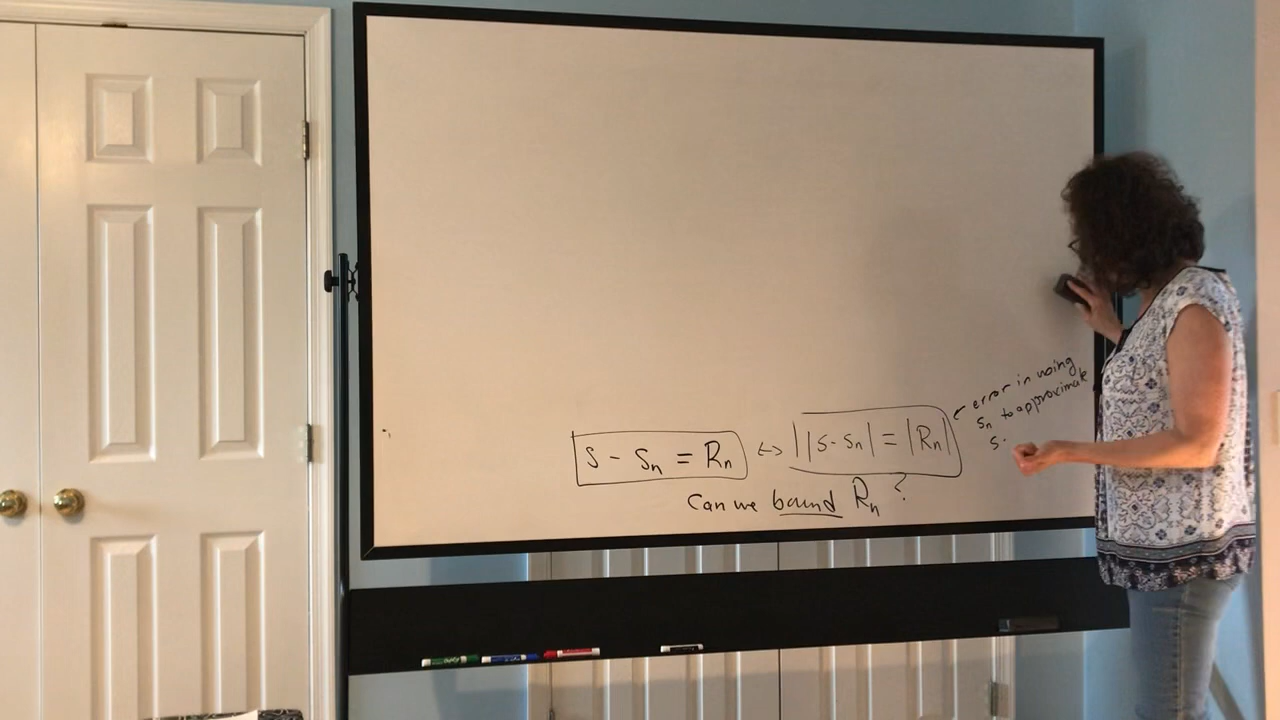 s - sₙ = Rₙ ↔ | |s - sₙ| = |Rₙ|
← error in using
sₙ to approximate
s.
Can we bound Rₙ ?